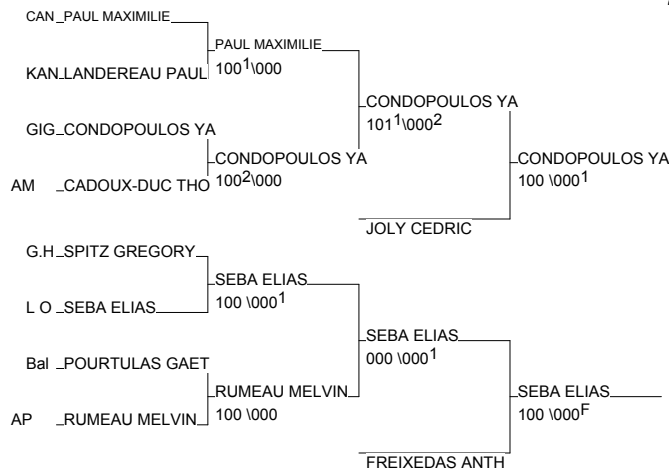 CAN PAUL MAXIMILIE
PAUL MAXIMILIE
100¹\000
KAN LANDEREAU PAUL
CONDOPOULOS YA
101¹\000²
GIG CONDOPOULOS YA
CONDOPOULOS YA
100²\000
CONDOPOULOS YA
100 \000¹
AM CADOUX-DUC THO
JOLY CEDRIC
G.H SPITZ GREGORY
SEBA ELIAS
100 \000¹
L O SEBA ELIAS
SEBA ELIAS
000 \000¹
Bal POURTULAS GAET
RUMEAU MELVIN
100 \000
SEBA ELIAS
100 \000F
AP RUMEAU MELVIN
FREIXEDAS ANTH